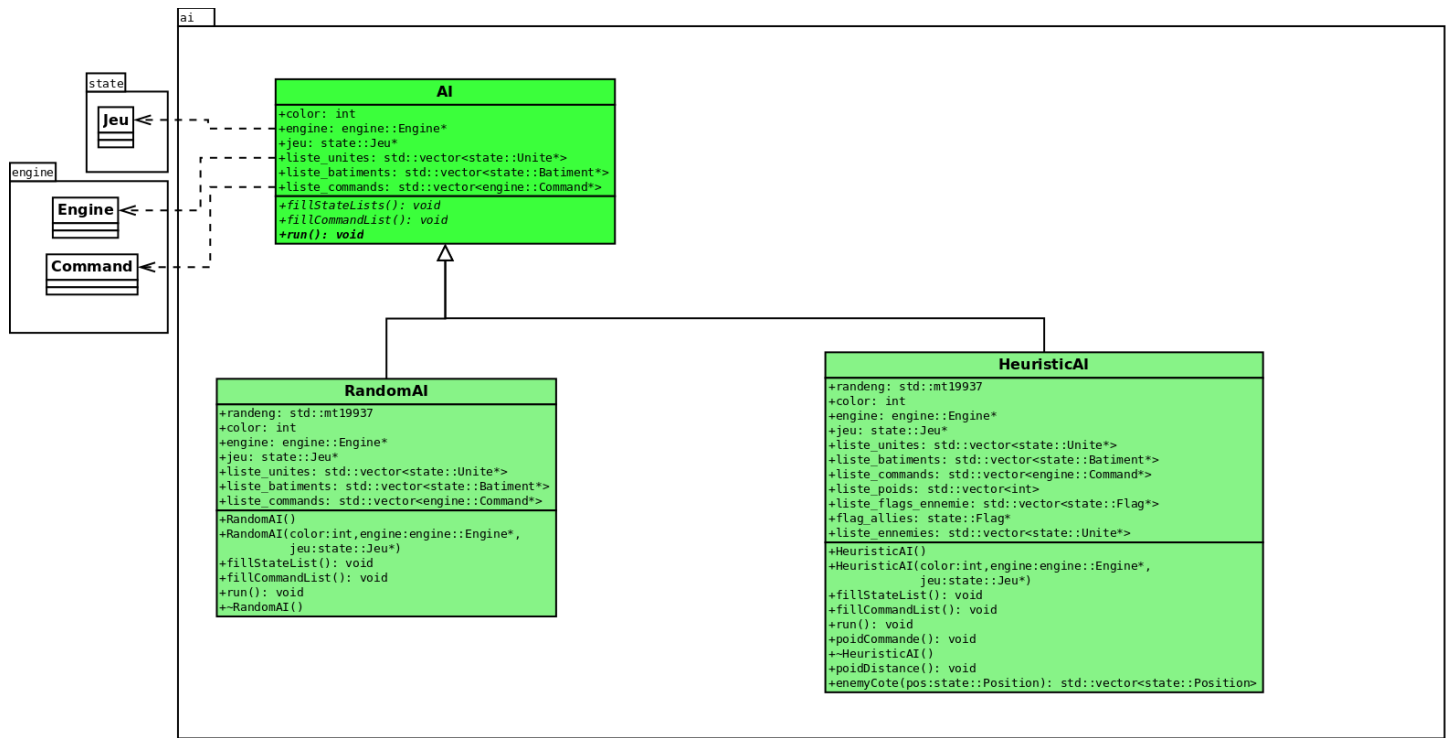 ai
state
Jeu
engine
Engine
Command
AI
+color: int
+engine: engine::Engine*
+jeu: state::Jeu*
+liste_unites: std::vector<state::Unite*>
+liste_batiments: std::vector<state::Batiment*>
+liste_commands: std::vector<engine::Command*>
+fillStateLists(): void
+fillCommandList(): void
+run(): void
RandomAI
+randeng: std::mt19937
+color: int
+engine: engine::Engine*
+jeu: state::Jeu*
+liste_unites: std::vector<state::Unite*>
+liste_batiments: std::vector<state::Batiment*>
+liste_commands: std::vector<engine::Command*>
+RandomAI()
+RandomAI(color:int,engine:engine::Engine*,
jeu:state::Jeu*)
+fillStateList(): void
+fillCommandList(): void
+run(): void
+~RandomAI()
HeuristicAI
+randeng: std::mt19937
+color: int
+engine: engine::Engine*
+jeu: state::Jeu*
+liste_unites: std::vector<state::Unite*>
+liste_batiments: std::vector<state::Batiment*>
+liste_commands: std::vector<engine::Command*>
+liste_poids: std::vector<int>
+liste_flags_ennemie: std::vector<state::Flag*>
+flag_allies: state::Flag*
+liste_ennemies: std::vector<state::Unite*>
+HeuristicAI()
+HeuristicAI(color:int,engine:engine::Engine*,
jeu:state::Jeu*)
+fillStateList(): void
+fillCommandList(): void
+run(): void
+poidCommande(): void
+~HeuristicAI()
+poidDistance(): void
+enemyCote(pos:state::Position): std::vector<state::Position>